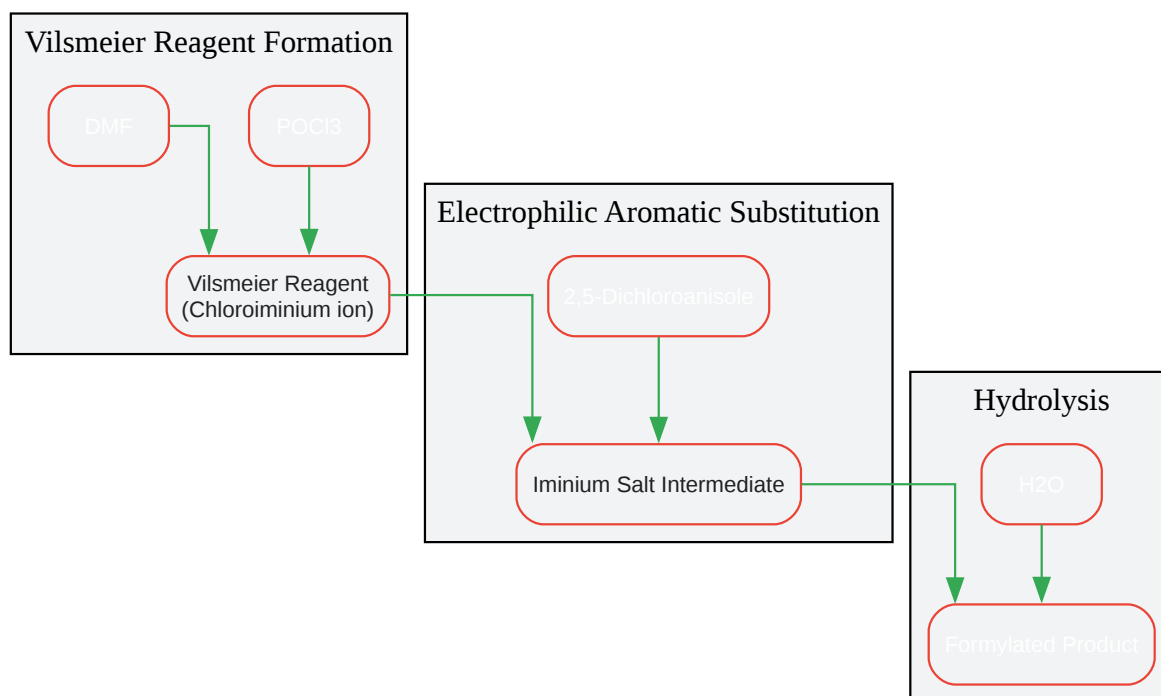 Vilsmeier Reagent Formation
DMF
POCl3
Vilsmeier Reagent
(Chloroiminium ion)
Electrophilic Aromatic Substitution
2,5-Dichloroanisole
Iminium Salt Intermediate
Hydrolysis
H2O
Formylated Product